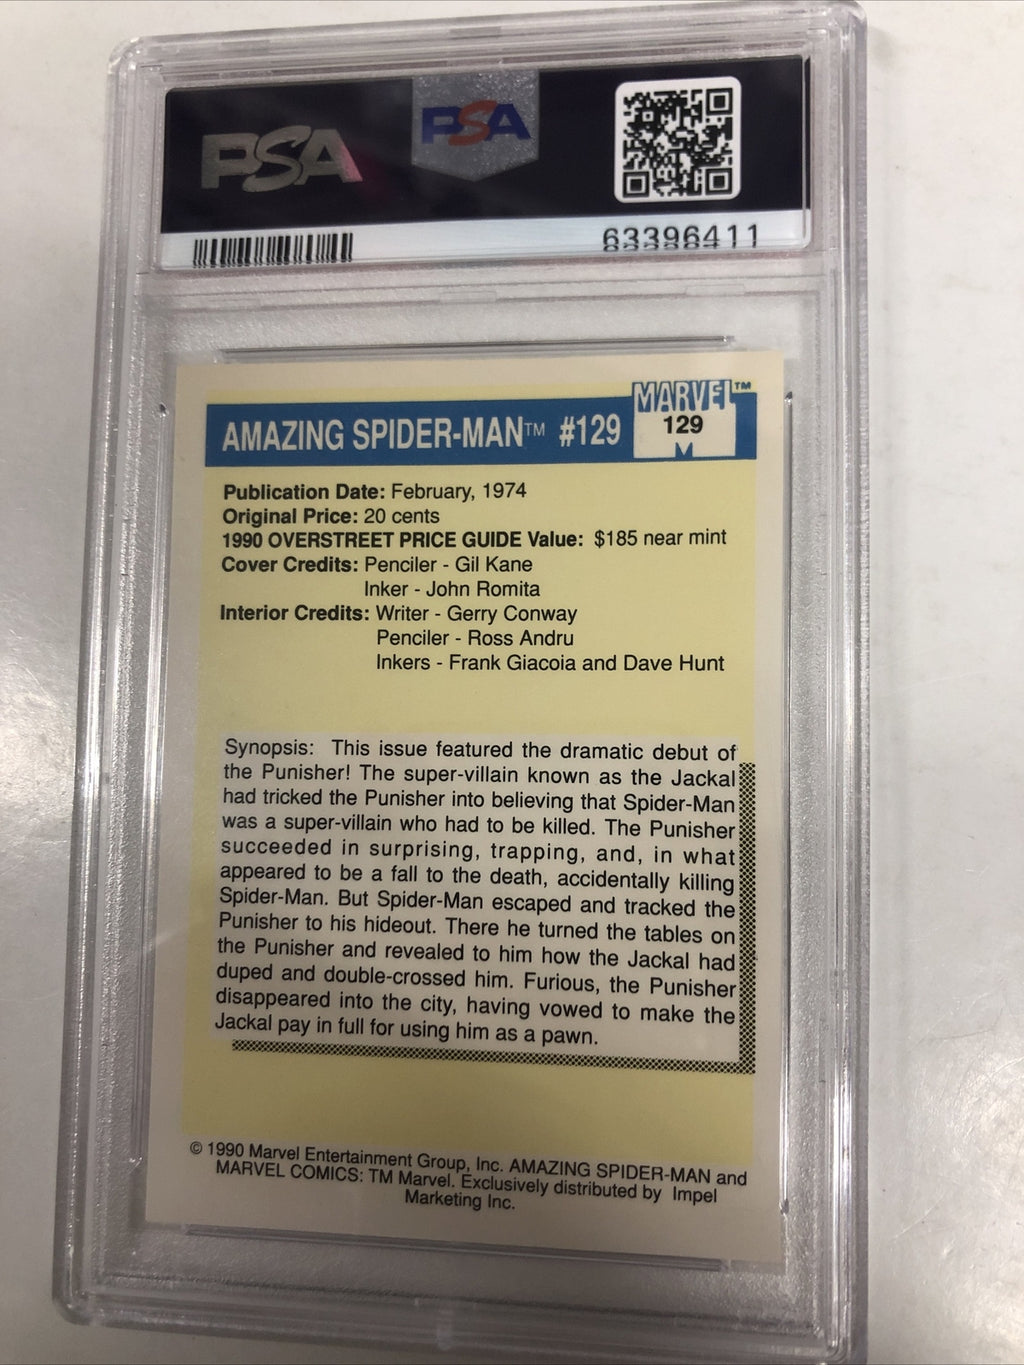 PSA
PSA
63396411
MARVEL™
AMAZING SPIDER-MAN™ #129
129
M
Publication Date: February, 1974
Original Price: 20 cents
1990 OVERSTREET PRICE GUIDE Value: $185 near mint
Cover Credits: Penciler - Gil Kane
Inker - John Romita
Interior Credits: Writer - Gerry Conway
Penciler - Ross Andru
Inkers - Frank Giacoia and Dave Hunt
Synopsis: This issue featured the dramatic debut of
the Punisher! The super-villain known as the Jackal
had tricked the Punisher into believing that Spider-Man
was a super-villain who had to be killed. The Punisher
succeeded in surprising, trapping, and, in what
appeared to be a fall to the death, accidentally killing
Spider-Man. But Spider-Man escaped and tracked the
Punisher to his hideout. There he turned the tables on
the Punisher and revealed to him how the Jackal had
duped and double-crossed him. Furious, the Punisher
disappeared into the city, having vowed to make the
Jackal pay in full for using him as a pawn.
© 1990 Marvel Entertainment Group, Inc. AMAZING SPIDER-MAN and
MARVEL COMICS: TM Marvel. Exclusively distributed by Impel
Marketing Inc.